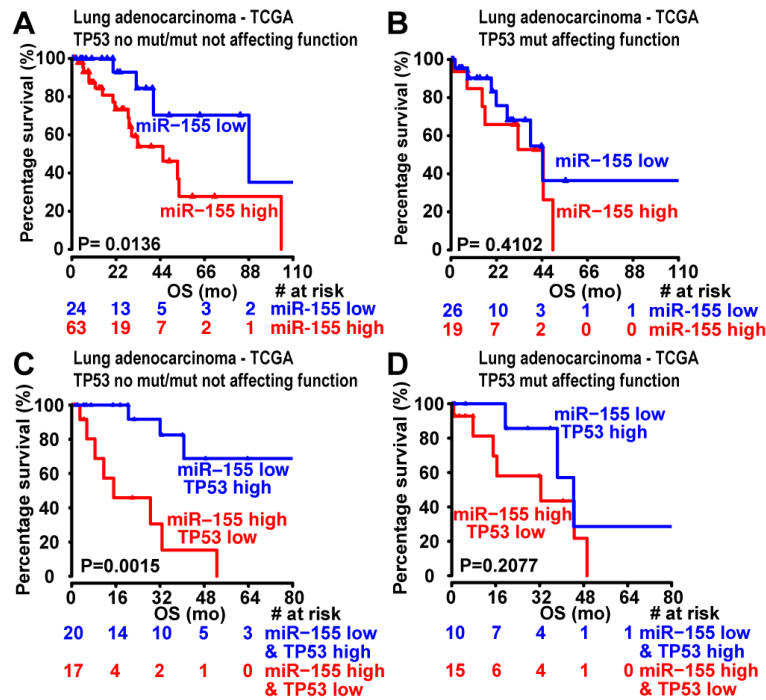 A
Lung adenocarcinoma - TCGA
TP53 no mut/mut not affecting function
Percentage survival (%)
100
80
60
40
20
0
miR−155 low
miR−155 high
P= 0.0136
0 22 44 66 88 110
OS (mo) # at risk
24 13 5 3 2 miR-155 low
63 19 7 2 1 miR-155 high
B
Lung adenocarcinoma - TCGA
TP53 mut affecting function
Percentage survival (%)
100
80
60
40
20
miR−155 low
miR−155 high
P= 0.4102
0 22 44 66 88 110
OS (mo) # at risk
26 10 3 1 1 miR-155 low
19 7 2 0 0 miR-155 high
C
Lung adenocarcinoma - TCGA
TP53 no mut/mut not affecting function
Percentage survival (%)
100
80
60
40
20
0
miR−155 low
TP53 high
miR−155 high
TP53 low
P=0.0015
0 16 32 48 64 80
OS (mo) # at risk
20 14 10 5 3 miR−155 low
& TP53 high
17 4 2 1 0 miR−155 high
& TP53 low
D
Lung adenocarcinoma - TCGA
TP53 mut affecting function
Percentage survival (%)
100
80
60
40
20
0
miR−155 low
TP53 high
miR−155 high
TP53 low
P=0.2077
0 16 32 48 64 80
OS (mo) # at risk
10 7 4 1 1 miR−155 low
& TP53 high
15 6 4 1 0 miR−155 high
& TP53 low